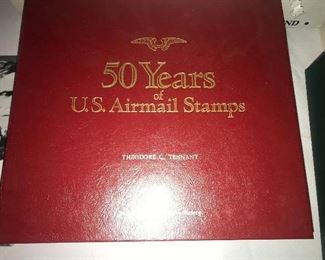 50 Years
of
U.S. Airmail Stamps
THEODORE C. TENNANT